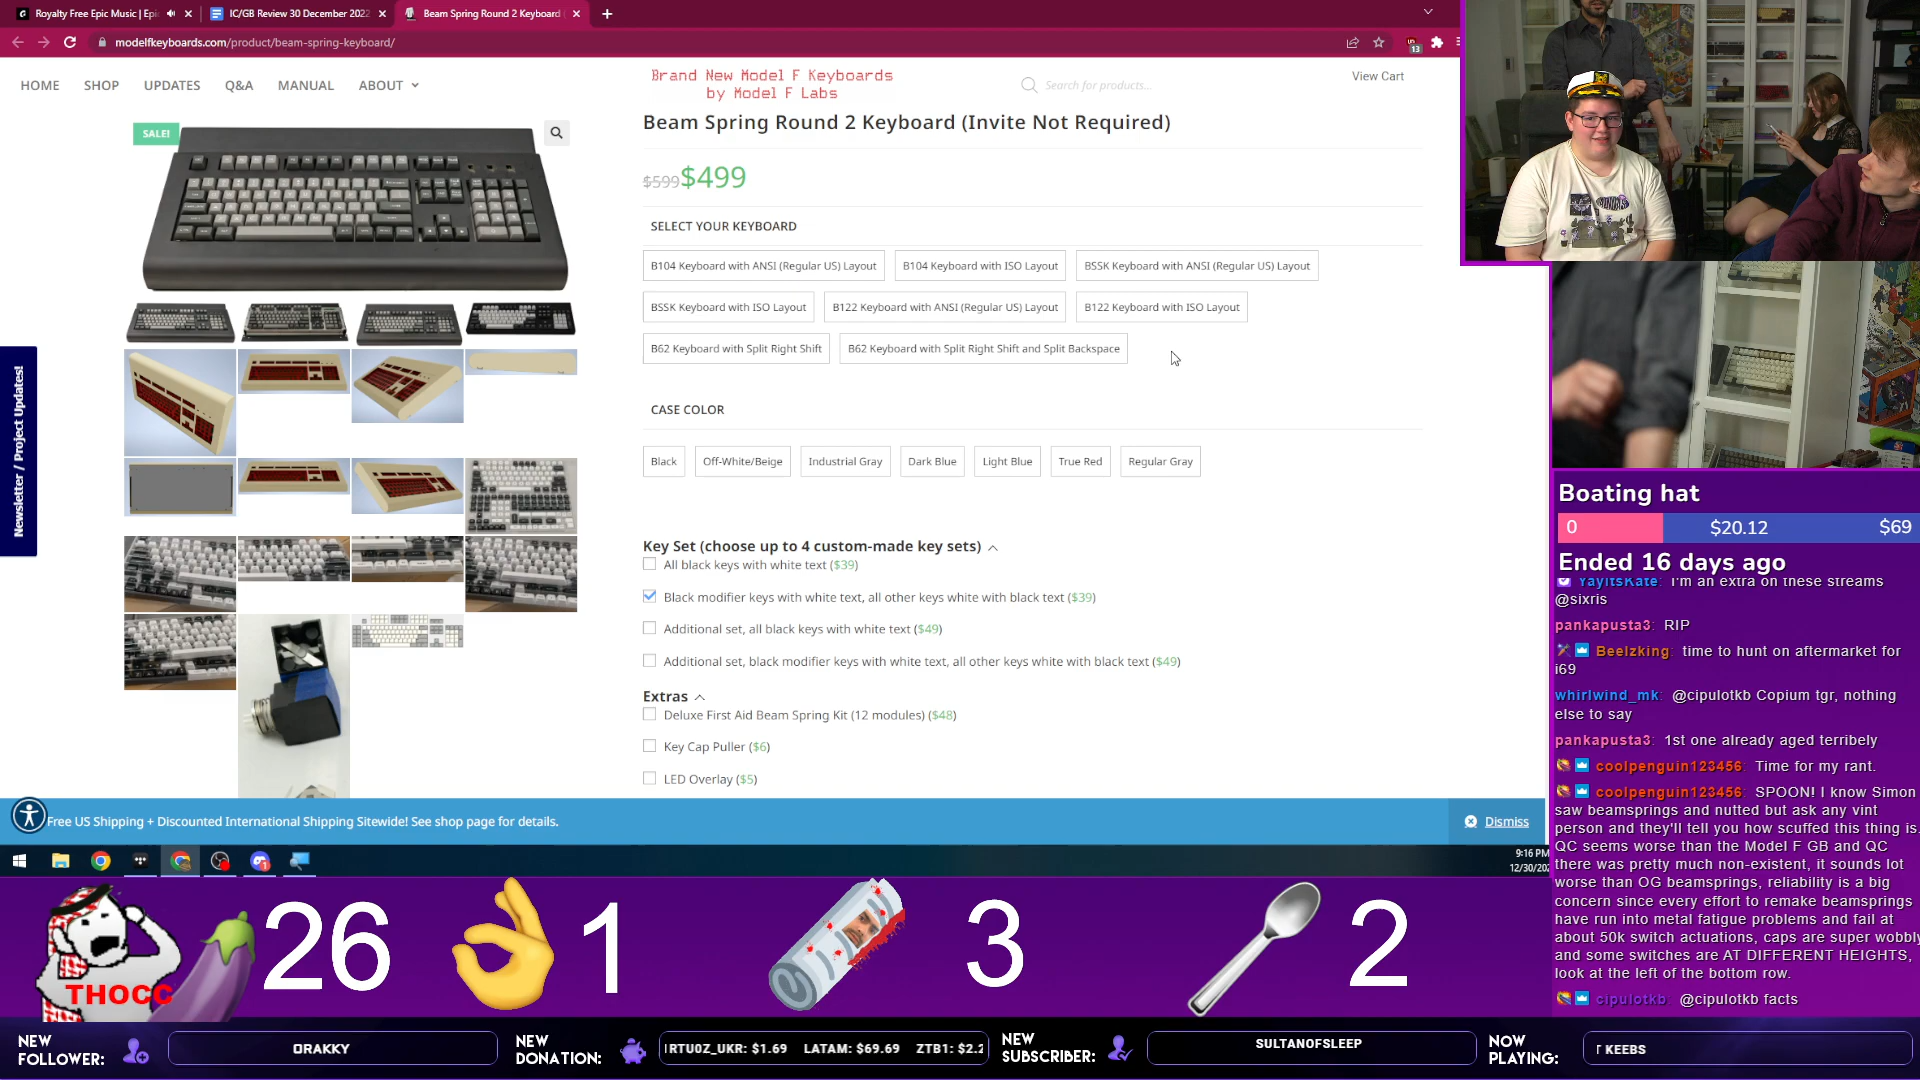 Royalty Free Epic Music | Epi
IC/GB Review 30 December 2022
Beam Spring Round 2 Keyboard
modelfkeyboards.com/product/beam-spring-keyboard/
13
HOME
SHOP
UPDATES
Q&A
MANUAL
ABOUT
Brand New Model F Keyboards
by Model F Labs
Search for products...
View Cart
SALE!
Beam Spring Round 2 Keyboard (Invite Not Required)
$599 $499
SELECT YOUR KEYBOARD
B104 Keyboard with ANSI (Regular US) Layout
B104 Keyboard with ISO Layout
BSSK Keyboard with ANSI (Regular US) Layout
BSSK Keyboard with ISO Layout
B122 Keyboard with ANSI (Regular US) Layout
B122 Keyboard with ISO Layout
B62 Keyboard with Split Right Shift
B62 Keyboard with Split Right Shift and Split Backspace
CASE COLOR
Black
Off-White/Beige
Industrial Gray
Dark Blue
Light Blue
True Red
Regular Gray
Key Set (choose up to 4 custom-made key sets)
All black keys with white text ($39)
Black modifier keys with white text, all other keys white with black text ($39)
Additional set, all black keys with white text ($49)
Additional set, black modifier keys with white text, all other keys white with black text ($49)
Extras
Deluxe First Aid Beam Spring Kit (12 modules) ($48)
Key Cap Puller ($6)
LED Overlay ($5)
Newsletter / Project Updates!
Free US Shipping + Discounted International Shipping Sitewide! See shop page for details.
Dismiss
9:16 PM
12/30/202
Boating hat
0 $20.12 $69
Ended 16 days ago
YayItsKate: I'm an extra on these streams
@sixris
pankapusta3: RIP
Beelzking: time to hunt on aftermarket for
i69
whirlwind_mk: @cipulotkb Copium tgr, nothing
else to say
pankapusta3: 1st one already aged terribely
coolpenguin123456: Time for my rant.
coolpenguin123456: SPOON! I know Simon
saw beamsprings and nutted but ask any vint
person and they'll tell you how scuffed this thing is.
QC seems worse than the Model F GB and QC
there was pretty much non-existent, it sounds lot
worse than OG beamsprings, reliability is a big
concern since every effort to remake beamsprings
have run into metal fatigue problems and fail at
about 50k switch actuations, caps are super wobbly
and some switches are AT DIFFERENT HEIGHTS,
look at the left of the bottom row.
cipulotkb: @cipulotkb facts
THOCC
26
1
3
2
NEW
FOLLOWER:
ORAKKY
NEW
DONATION:
RTU0Z_UKR: $1.69 LATAM: $69.69 ZTB1: $2.2
NEW
SUBSCRIBER:
SULTANOFSLEEP
NOW
PLAYING:
T KEEBS